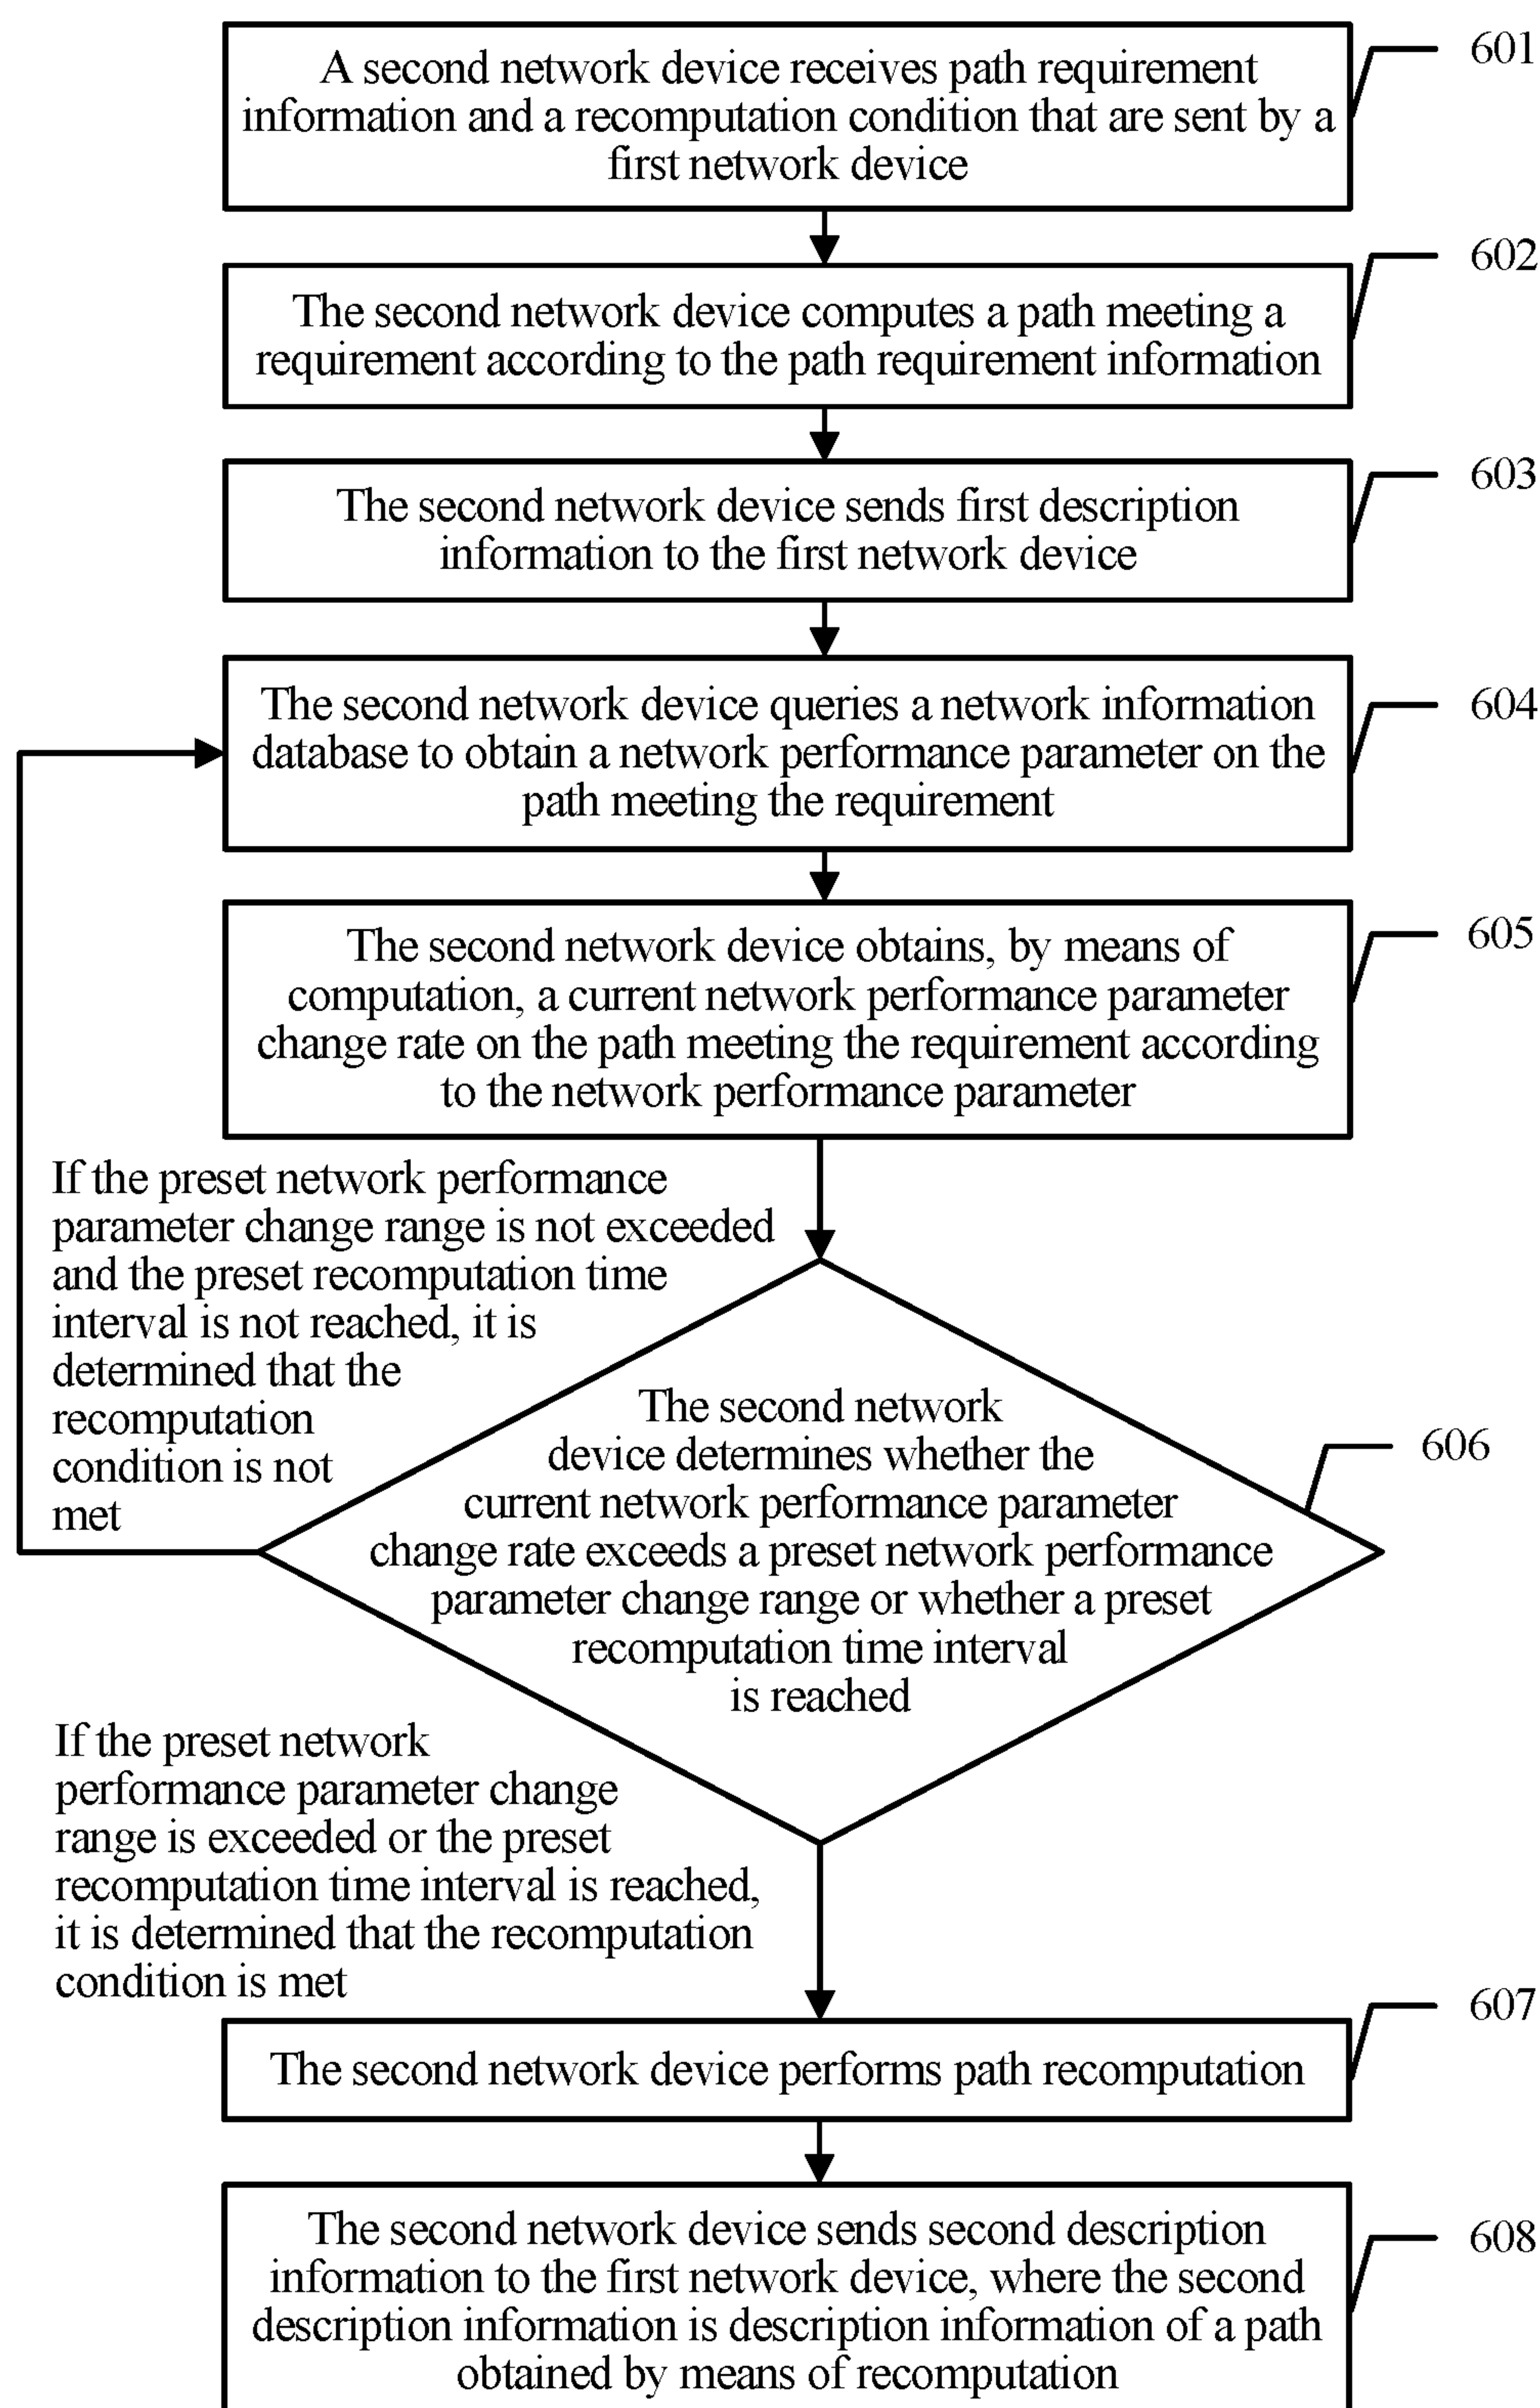 A second network device receives path requirement
information and a recomputation condition that are sent by a
first network device
601
The second network device computes a path meeting a
requirement according to the path requirement information
602
The second network device sends first description
information to the first network device
603
The second network device queries a network information
database to obtain a network performance parameter on the
path meeting the requirement
604
The second network device obtains, by means of
computation, a current network performance parameter
change rate on the path meeting the requirement according
to the network performance parameter
605
If the preset network performance
parameter change range is not exceeded
and the preset recomputation time
interval is not reached, it is
determined that the
recomputation
condition is not
met
The second network
device determines whether the
current network performance parameter
change rate exceeds a preset network performance
parameter change range or whether a preset
recomputation time interval
is reached
606
If the preset network
performance parameter change
range is exceeded or the preset
recomputation time interval is reached,
it is determined that the recomputation
condition is met
The second network device performs path recomputation
607
The second network device sends second description
information to the first network device, where the second
description information is description information of a path
obtained by means of recomputation
608